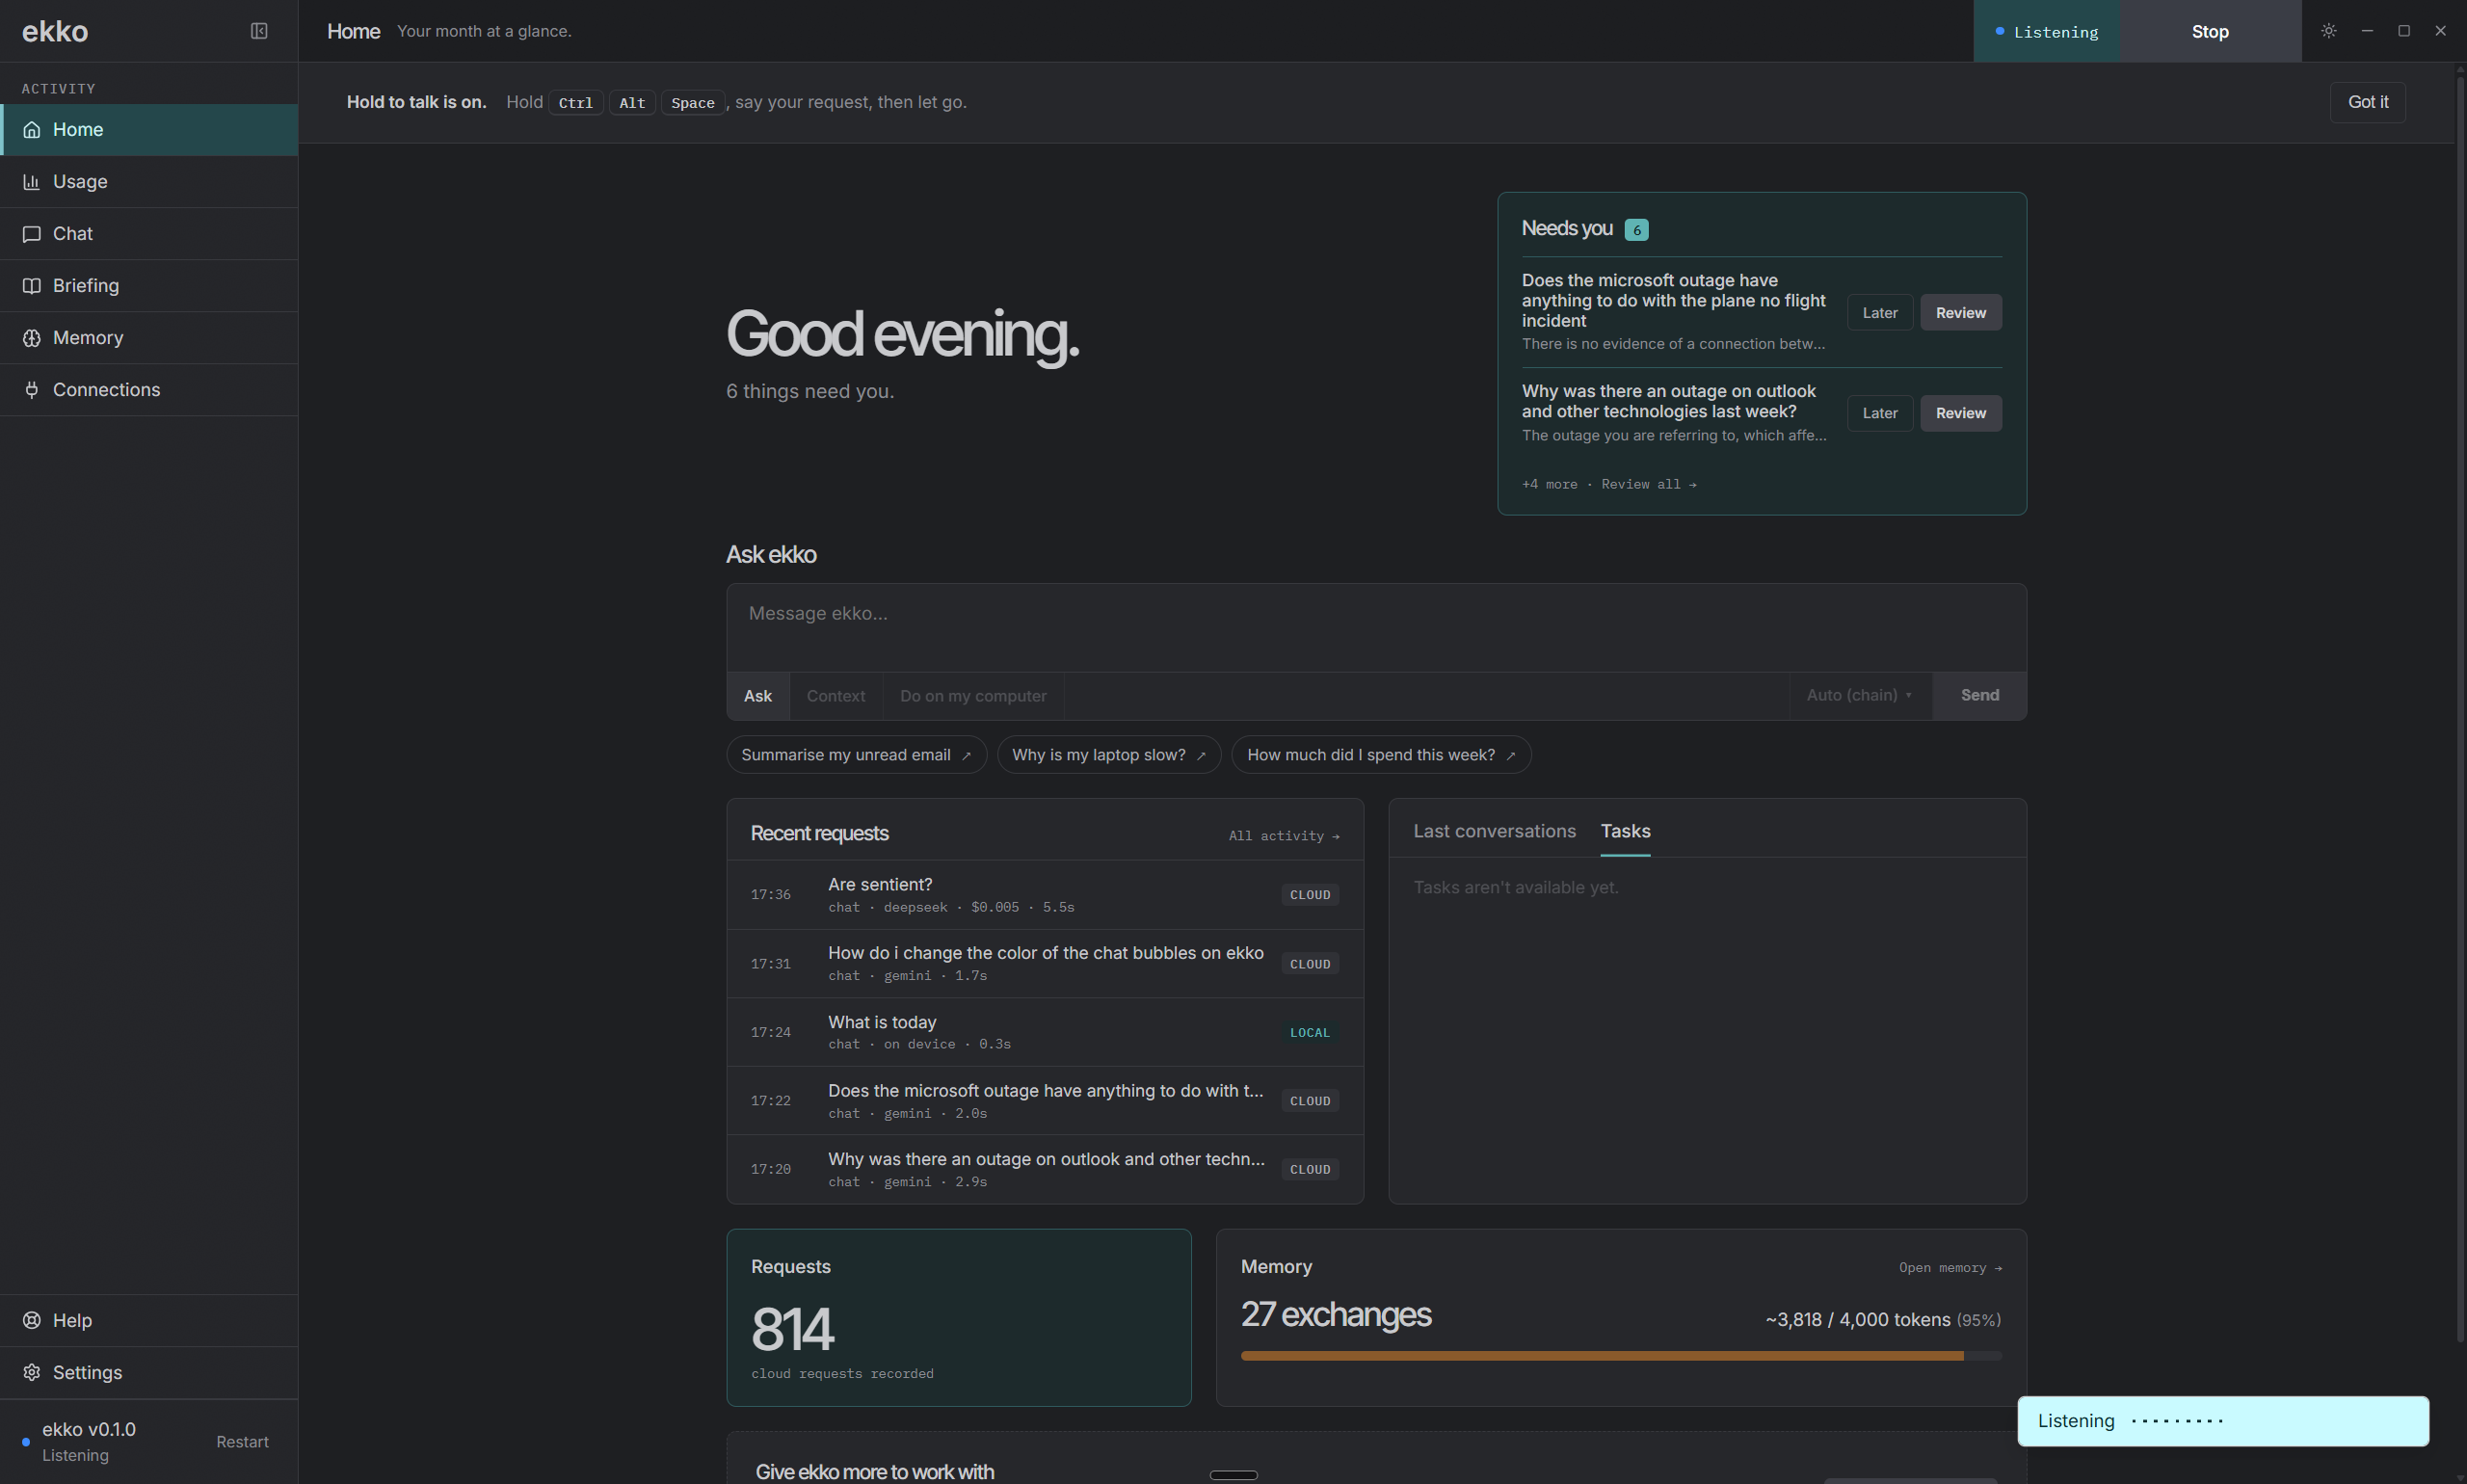 ekko
Home Your month at a glance.
Listening
Stop
ACTIVITY
Home
Usage
Chat
Briefing
Memory
Connections
Help
Settings
ekko v0.1.0
Listening
Restart
Hold to talk is on. Hold Ctrl Alt Space, say your request, then let go.
Got it
Good evening.
6 things need you.
Needs you 6
Does the microsoft outage have
anything to do with the plane no flight
incident
There is no evidence of a connection betw...
Later Review
Why was there an outage on outlook
and other technologies last week?
The outage you are referring to, which affe...
Later Review
+4 more · Review all →
Ask ekko
Message ekko...
Ask Context Do on my computer Auto (chain) ▾ Send
Summarise my unread email ↗ Why is my laptop slow? ↗ How much did I spend this week? ↗
Recent requests All activity →
17:36 Are sentient? CLOUD
chat · deepseek · $0.005 · 5.5s
17:31 How do i change the color of the chat bubbles on ekko CLOUD
chat · gemini · 1.7s
17:24 What is today LOCAL
chat · on device · 0.3s
17:22 Does the microsoft outage have anything to do with t... CLOUD
chat · gemini · 2.0s
17:20 Why was there an outage on outlook and other techn... CLOUD
chat · gemini · 2.9s
Last conversations Tasks
Tasks aren't available yet.
Requests
814
cloud requests recorded
Memory Open memory →
27 exchanges ~3,818 / 4,000 tokens (95%)
Give ekko more to work with
Listening